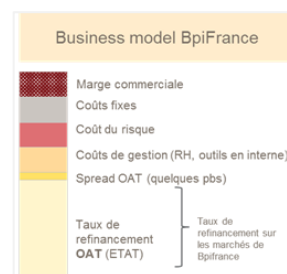 Business model BpiFrance
Marge commerciale
Coûts fixes
Coût du risque
Coûts de gestion (RH, outils en interne)
Spread OAT (quelques pbs)
Taux de
refinancement
OAT (ETAT)
Taux de
refinancement sur
les marchés de
Bpifrance